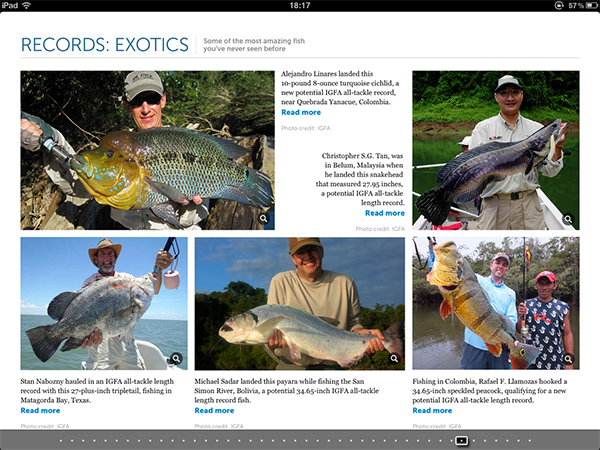 iPad
18:17
57%
RECORDS: EXOTICS
Some of the most amazing fish
you've never seen before
Alejandro Linares landed this
10-pound 8-ounce turquoise cichlid, a
new potential IGFA all-tackle record,
near Quebrada Yanacue, Colombia.
Read more
Photo credit: IGFA
Christopher S.G. Tan, was
in Belum, Malaysia when
he landed this snakehead
that measured 27.95 inches,
a potential IGFA all-tackle
length record.
Read more
Photo credit: IGFA
Stan Nabozny hauled in an IGFA all-tackle length
record with this 27-plus-inch tripletail, fishing in
Matagorda Bay, Texas.
Read more
Photo credit: IGFA
Michael Sadar landed this payara while fishing the San
Simon River, Bolivia, a potential 34.65-inch IGFA all-tackle
length record fish.
Read more
Photo credit: IGFA
Fishing in Colombia, Rafael F. Llamozas hooked a
34.65-inch speckled peacock, qualifying for a new
potential IGFA all-tackle length record.
Read more
Photo credit: IGFA